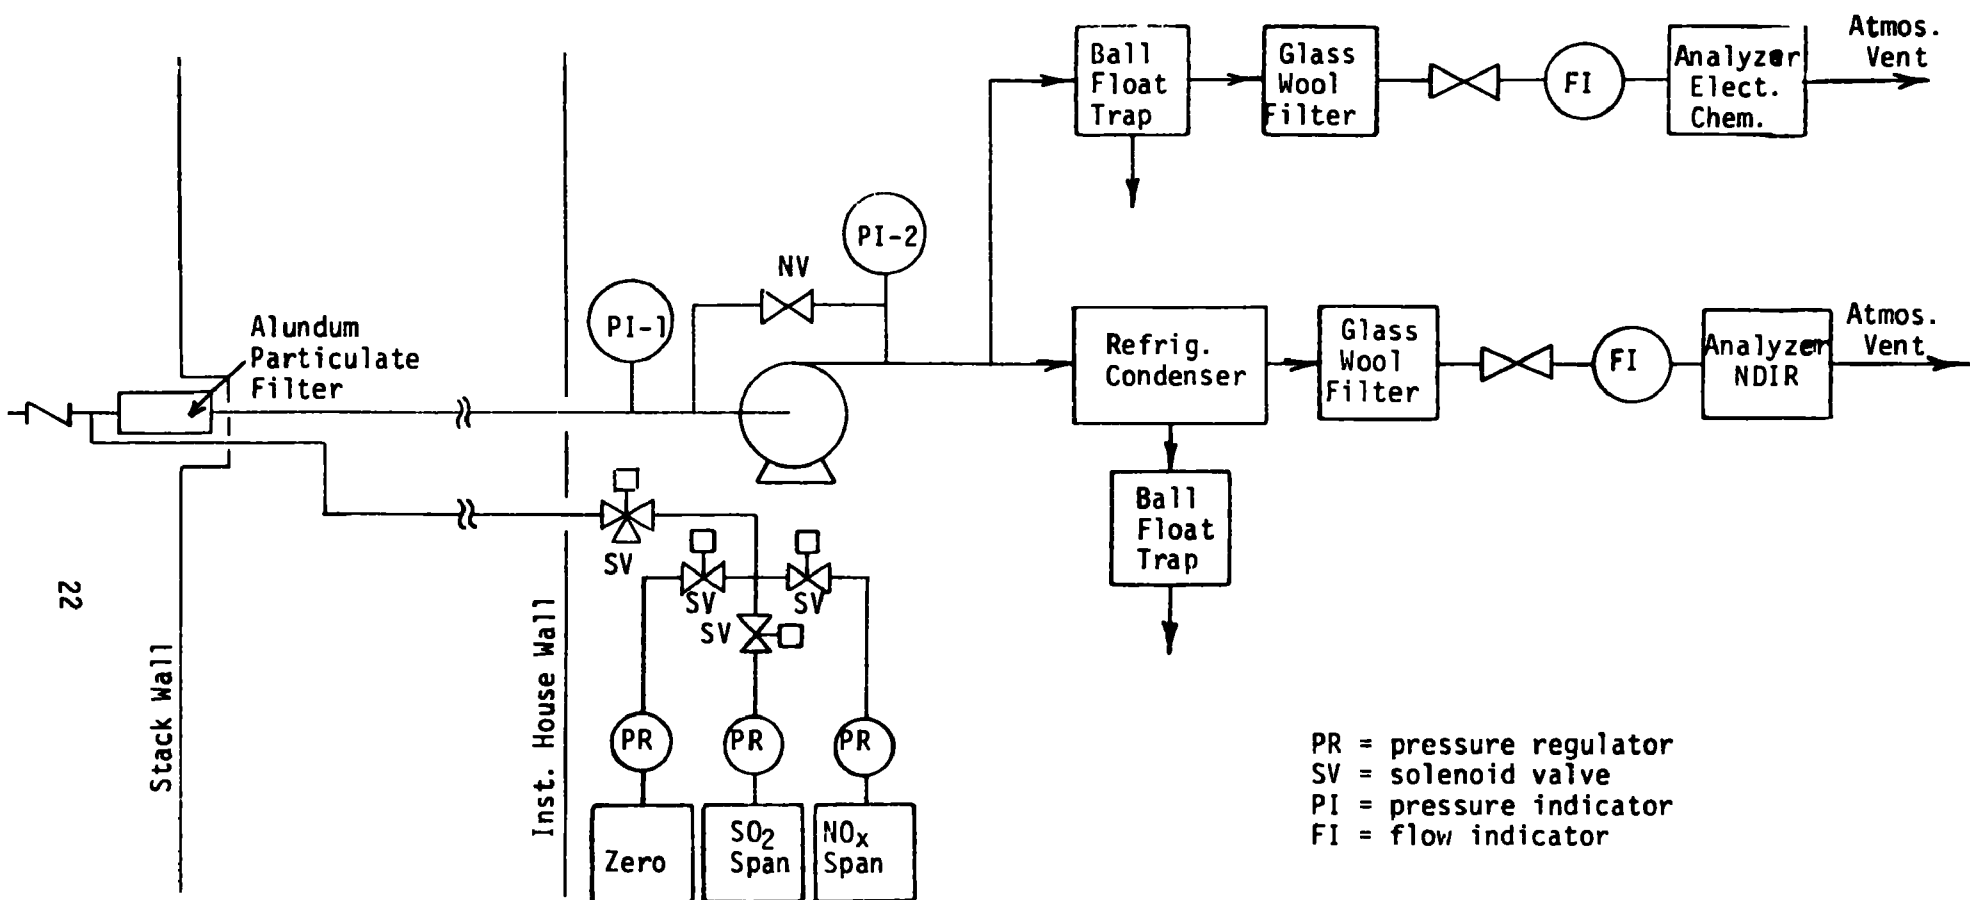 Atmos.
Vent
Ball
Float
Trap
Glass
Wool
Filter
FI
Analyzer
Elect.
Chem.
PI-2
NV
PI-1
Alundum
Particulate
Filter
Refrig.
Condenser
Glass
Wool
Filter
FI
Analyzer
NDIR
Atmos.
Vent
Ball
Float
Trap
SV
SV
SV
SV
22
Stack Wall
Inst. House Wall
PR
PR
PR
Zero
SO2
Span
NOx
Span
PR = pressure regulator
SV = solenoid valve
PI = pressure indicator
FI = flow indicator